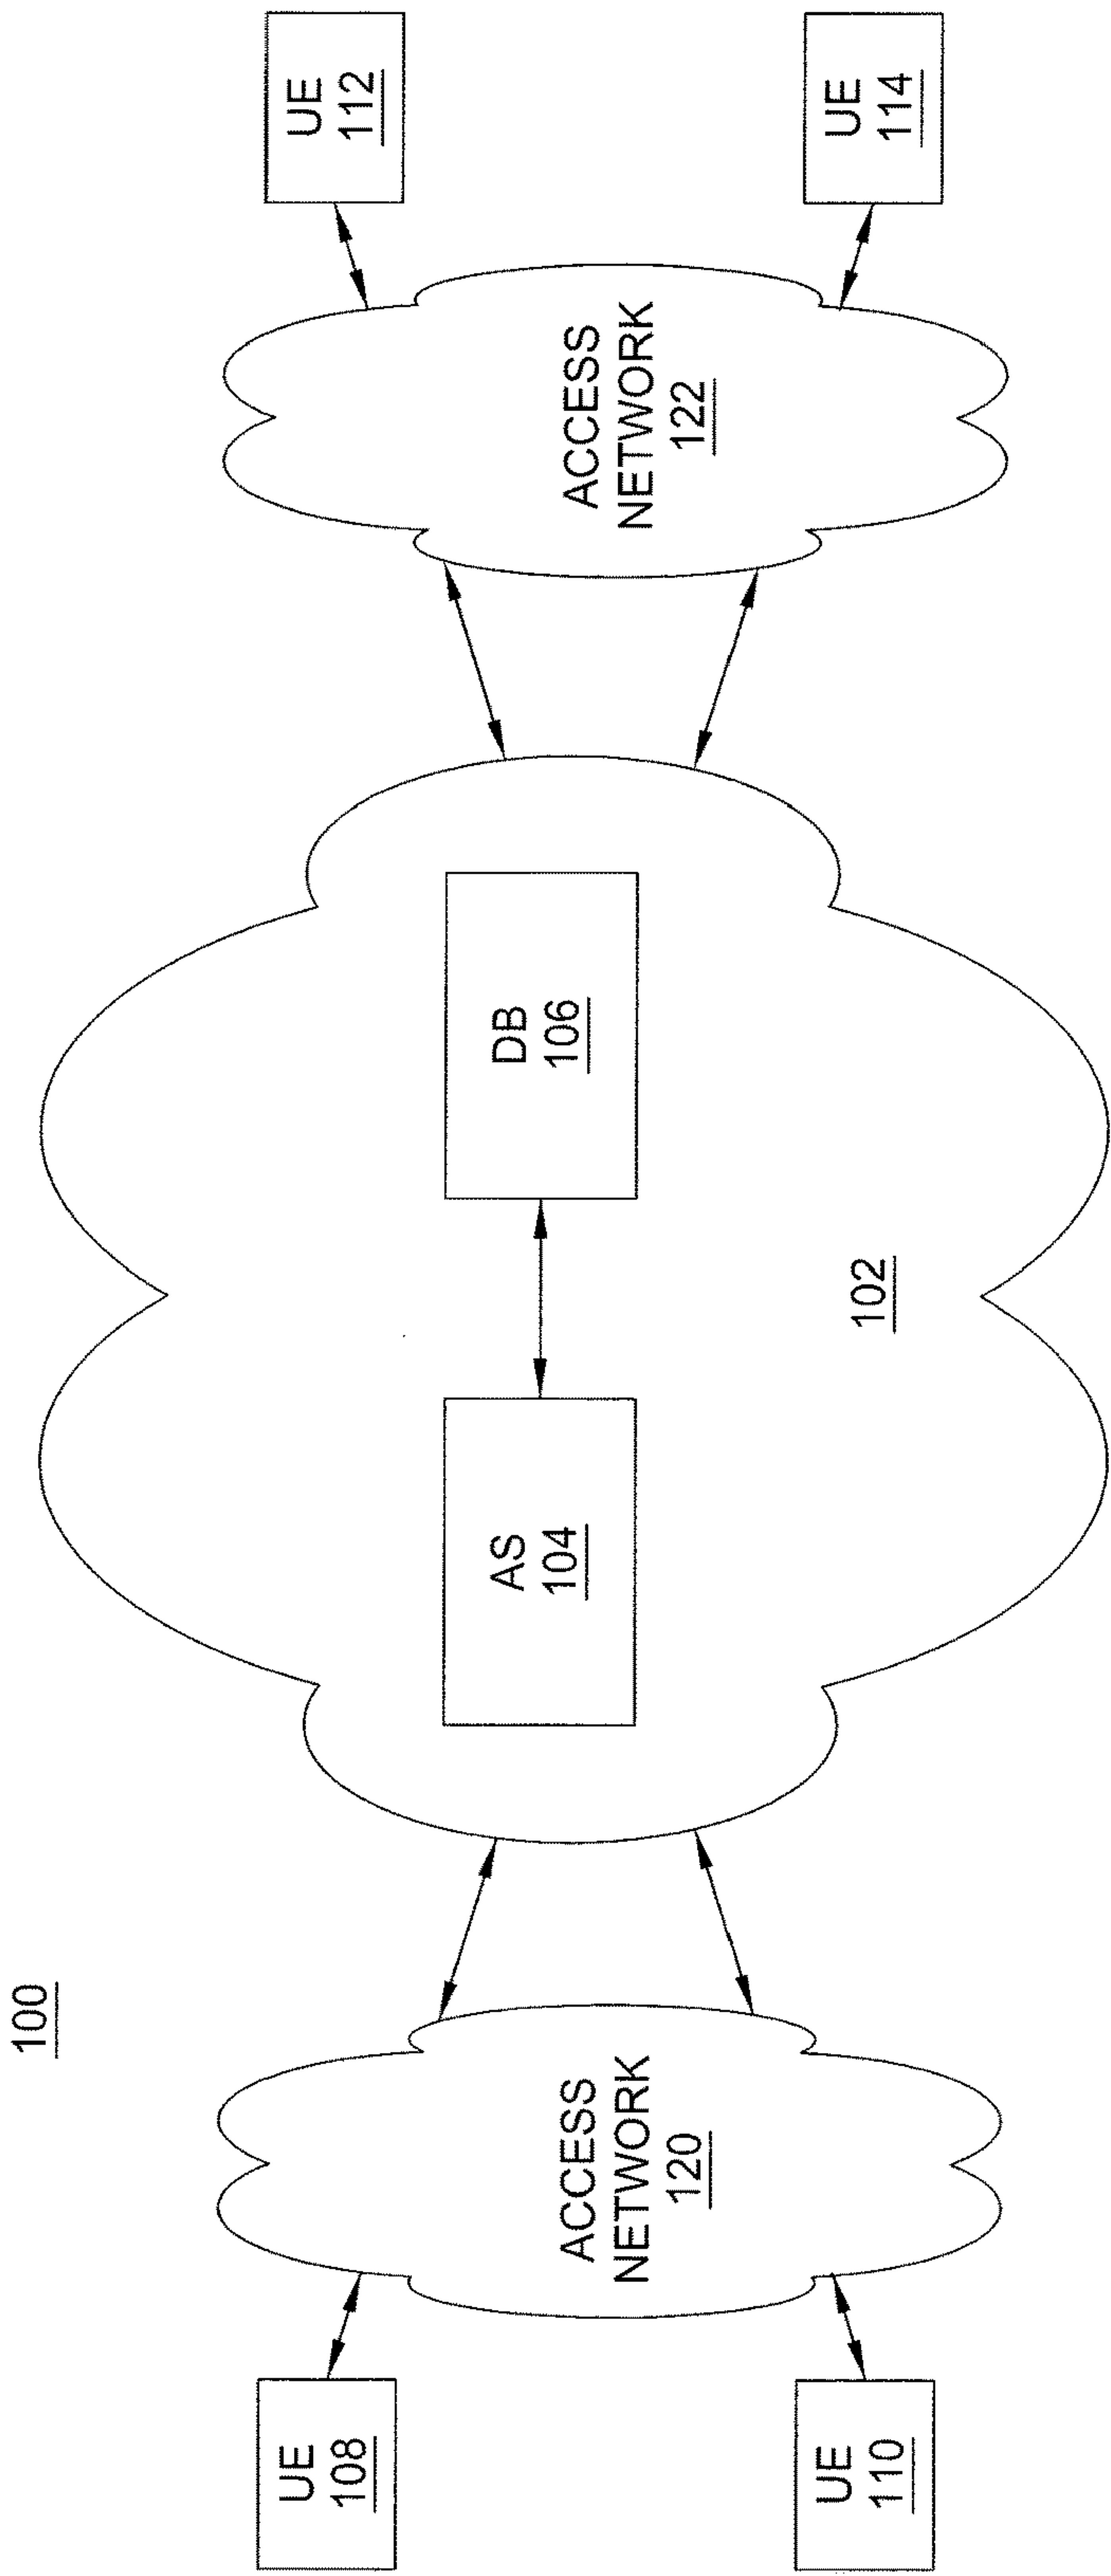 100
UE
108
UE
110
ACCESS
NETWORK
120
AS
104
DB
106
102
ACCESS
NETWORK
122
UE
112
UE
114